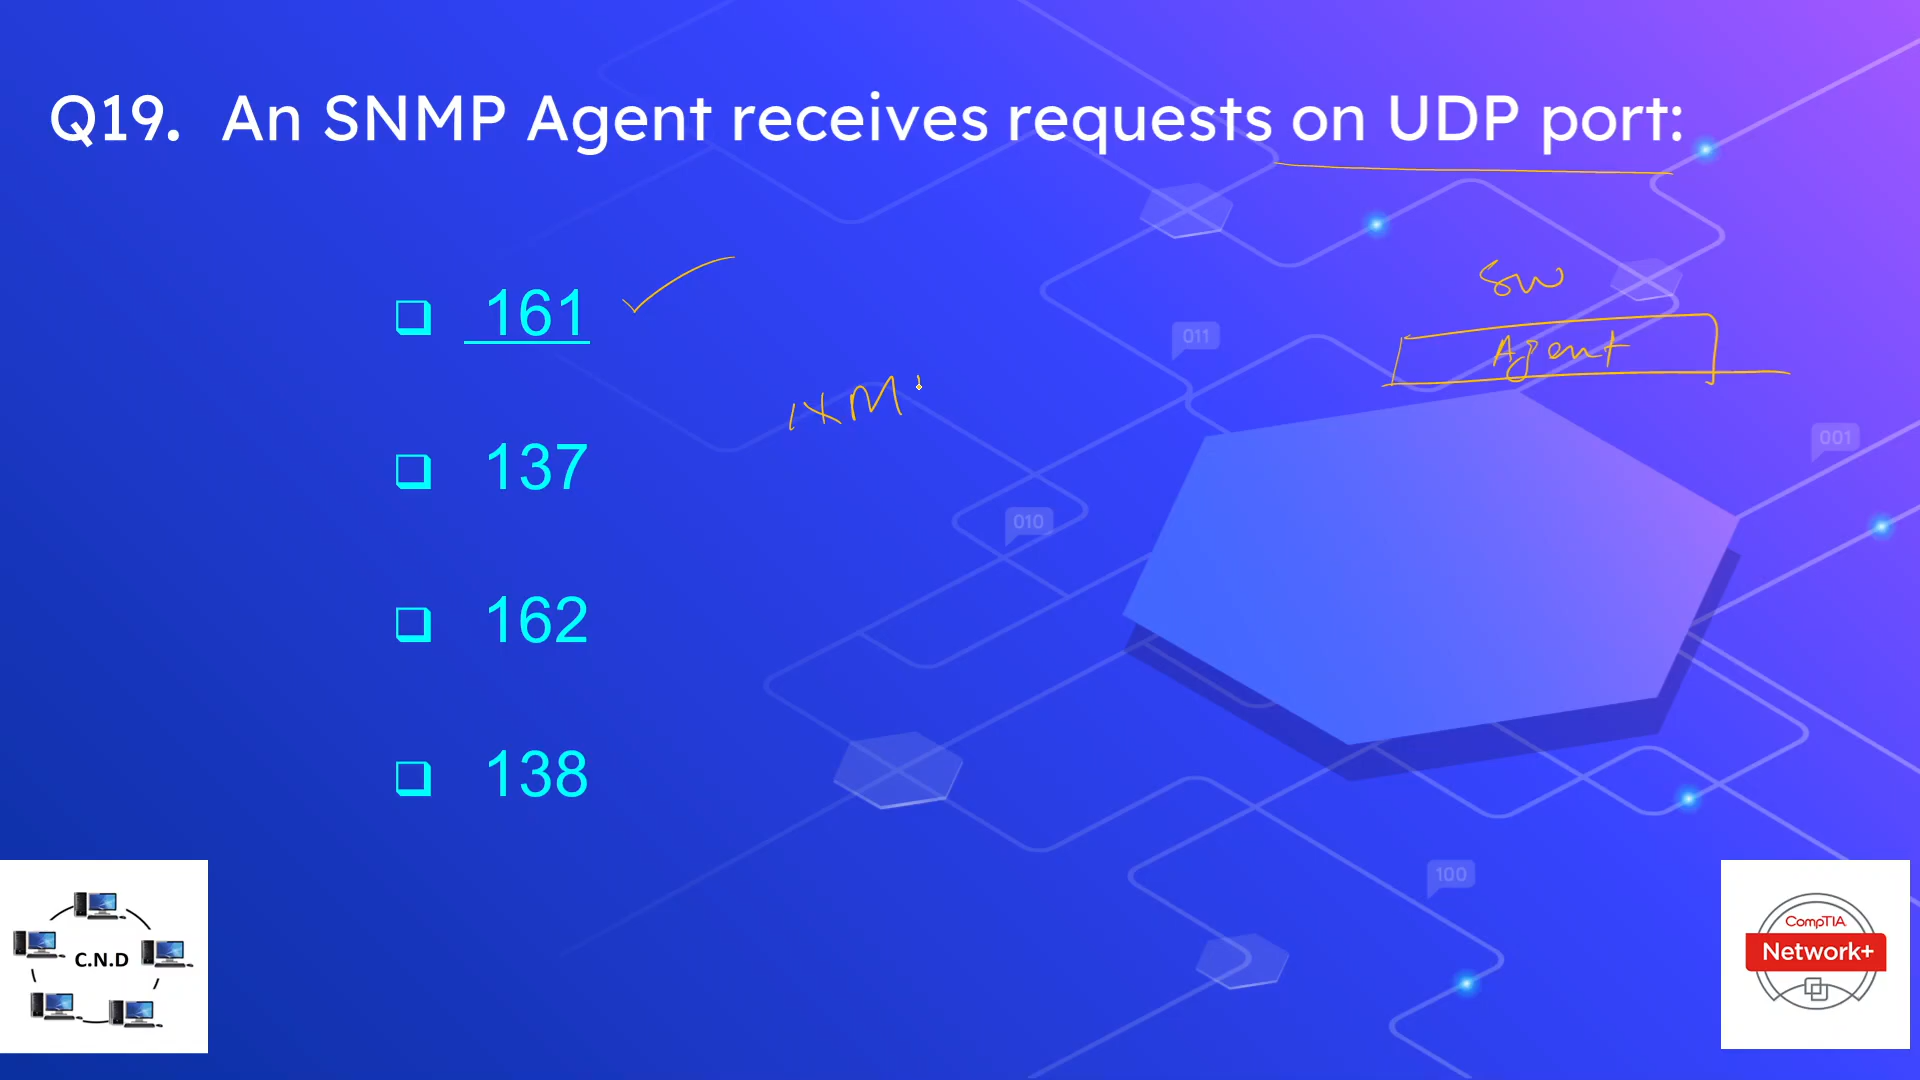 Q19. An SNMP Agent receives requests on UDP port:
161
SW
Agent
011
137
001
010
162
138
100
C.N.D
CompTIA
Network+